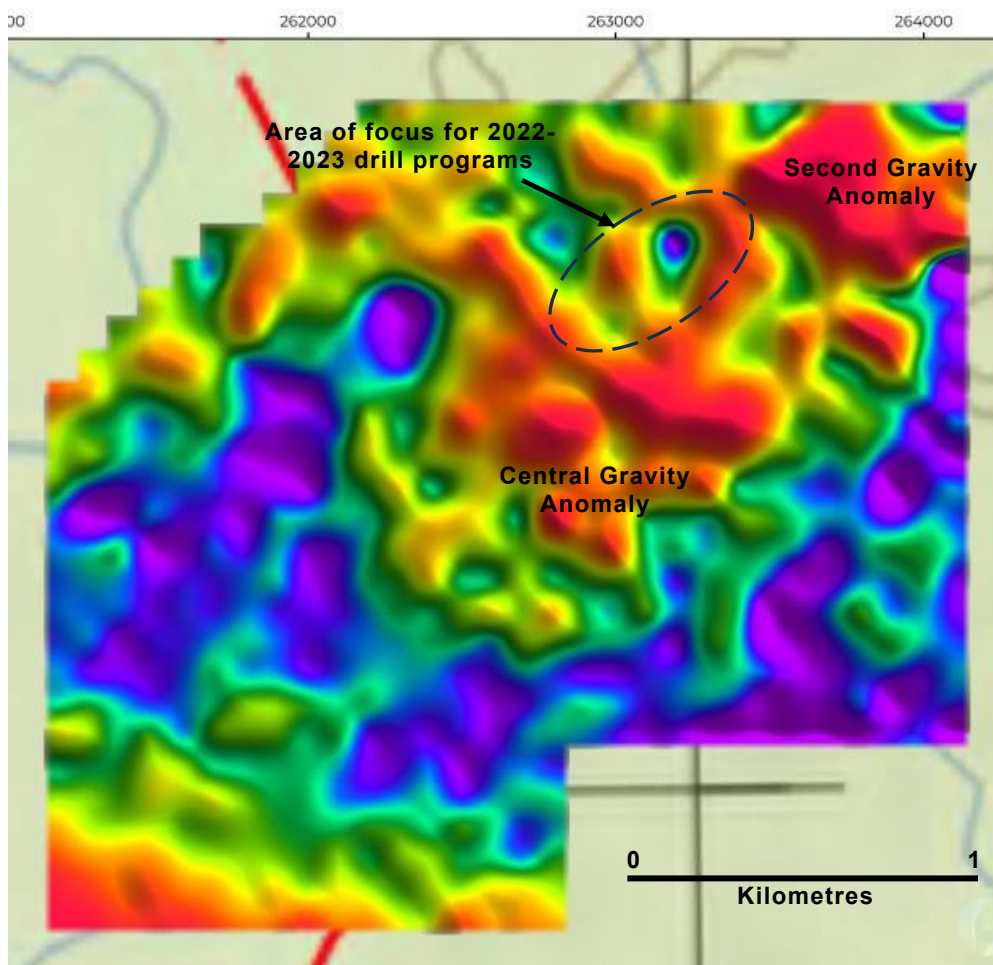 00
262000
263000
264000
Area of focus for 2022-
2023 drill programs
Second Gravity
Anomaly
Central Gravity
Anomaly
0 1
Kilometres